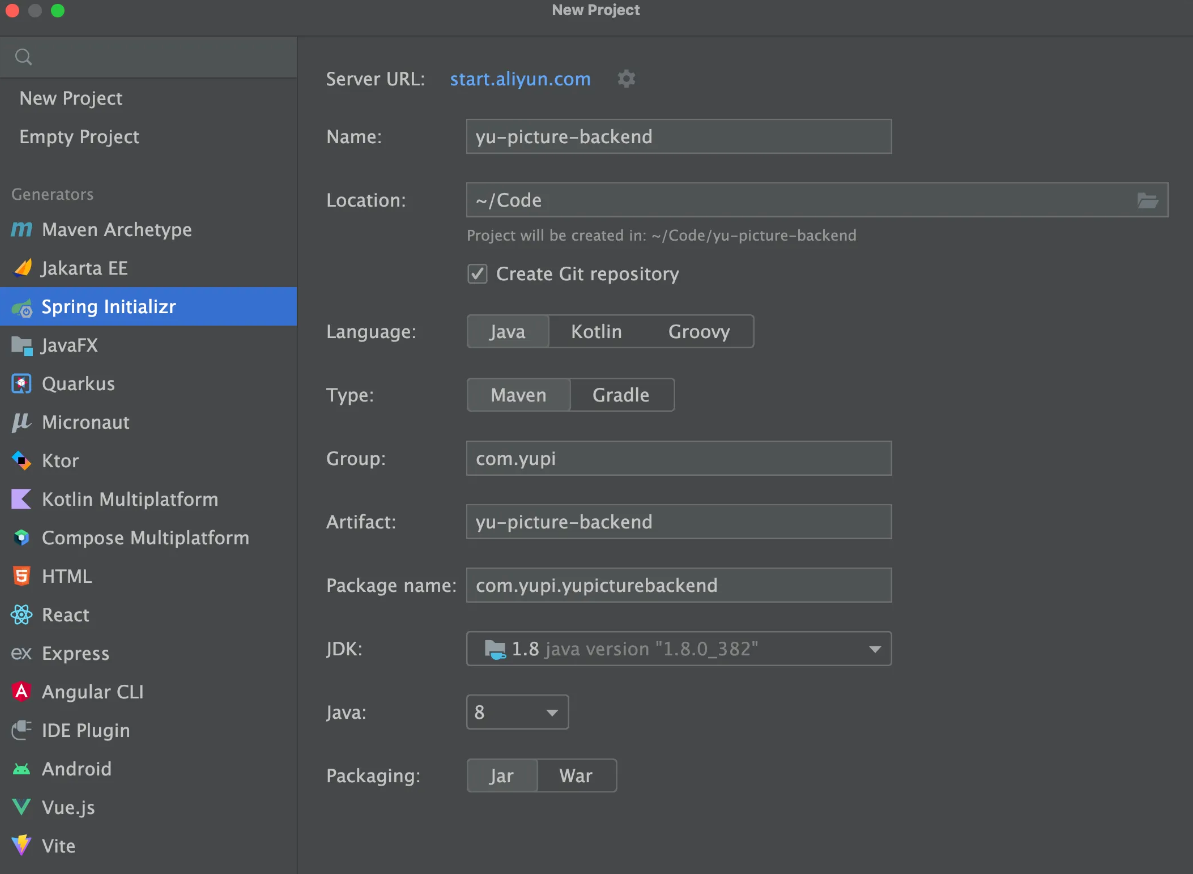 New Project
New Project
Empty Project
Generators
Maven Archetype
Jakarta EE
Spring Initializr
JavaFX
Quarkus
Micronaut
Ktor
Kotlin Multiplatform
Compose Multiplatform
HTML
React
ex Express
Angular CLI
IDE Plugin
Android
Vue.js
Vite
Server URL: start.aliyun.com
Name: yu-picture-backend
Location: ~/Code
Project will be created in: ~/Code/yu-picture-backend
Create Git repository
Language: Java Kotlin Groovy
Type: Maven Gradle
Group: com.yupi
Artifact: yu-picture-backend
Package name: com.yupi.yupicturebackend
JDK: 1.8 java version "1.8.0_382"
Java: 8
Packaging: Jar War